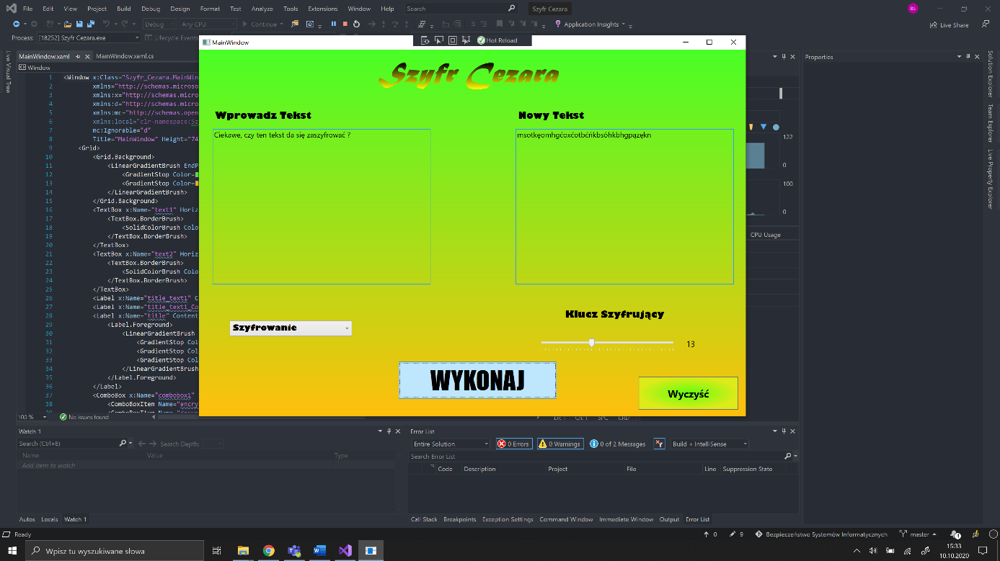 File Edit View Project Build Debug Design Format Test Analyze Tools Extensions Window Help Search Szyfr Cezara BS
Debug Any CPU Continue Application Insights Live Share
Process: [18252] Szyfr Cezara.exe Lifecycle Events
MainWindow Hot Reload
MainWindow.xaml MainWindow.xaml.cs
Window
Live Visual Tree
1 <Window x:Class="Szyfr_Cezara.MainWin
2 xmlns="http://schemas.microso
3 xmlns:x="http://schemas.micro
4 xmlns:d="http://schemas.micro
5 xmlns:mc="http://schemas.open
6 xmlns:local="clr-namespace:Sz
7 mc:Ignorable="d"
8 Title="MainWindow" Height="74
9 <Grid>
10 <Grid.Background>
11 <LinearGradientBrush EndP
12 <GradientStop Color=
13 <GradientStop Color=
14 </LinearGradientBrush>
15 </Grid.Background>
16 <TextBox x:Name="text1" Horiz
17 <TextBox.BorderBrush>
18 <SolidColorBrush Colo
19 </TextBox.BorderBrush>
20 </TextBox>
21 <TextBox x:Name="text2" Horiz
22 <TextBox.BorderBrush>
23 <SolidColorBrush Colo
24 </TextBox.BorderBrush>
25 </TextBox>
26 <Label x:Name="title_text1" C
27 <Label x:Name="title_text1_Co
28 <Label x:Name="title" Content
29 <Label.Foreground>
30 <LinearGradientBrush
31 <GradientStop Col
32 <GradientStop Col
33 <GradientStop Col
34 </LinearGradientBrush>
35 </Label.Foreground>
36 </Label>
37 <ComboBox x:Name="combobox1"
38 <ComboBoxItem Name="encry
Szyfr Cezara
Wprowadz Tekst
Ciekawe, czy ten tekst da się zaszyfrować ?
Nowy Tekst
msotkęomhgćoxćotbćńkbsóhkbhgpązękn
Szyfrowanie
Klucz Szyfrujący
13
WYKONAJ
Wyczyść
122
0
100
0
CPU Usage
Properties
Solution Explorer
Team Explorer
Live Property Explorer
100 % No issues found
Watch 1
Search (Ctrl+E) Search Depth:
Name Value Type
Add item to watch
Autos Locals Watch 1
Error List
Entire Solution 0 Errors 0 Warnings 0 of 2 Messages Build + IntelliSense
Search Error List
Code Description Project File Line Suppression State
Call Stack Breakpoints Exception Settings Command Window Immediate Window Output Error List
Ready 0 9 Bezpieczeństwo Systemów Informatycznych master
Wpisz tu wyszukiwane słowa
15:33
10.10.2020